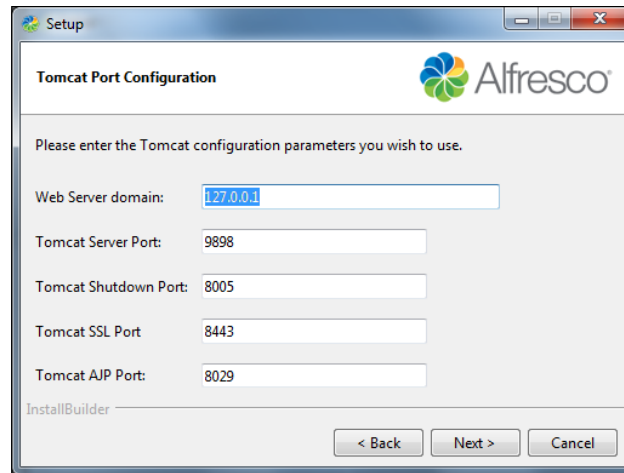 Setup
Tomcat Port Configuration
Alfresco
Please enter the Tomcat configuration parameters you wish to use.
Web Server domain: 127.0.0.1
Tomcat Server Port: 9898
Tomcat Shutdown Port: 8005
Tomcat SSL Port 8443
Tomcat AJP Port: 8029
InstallBuilder
< Back Next > Cancel